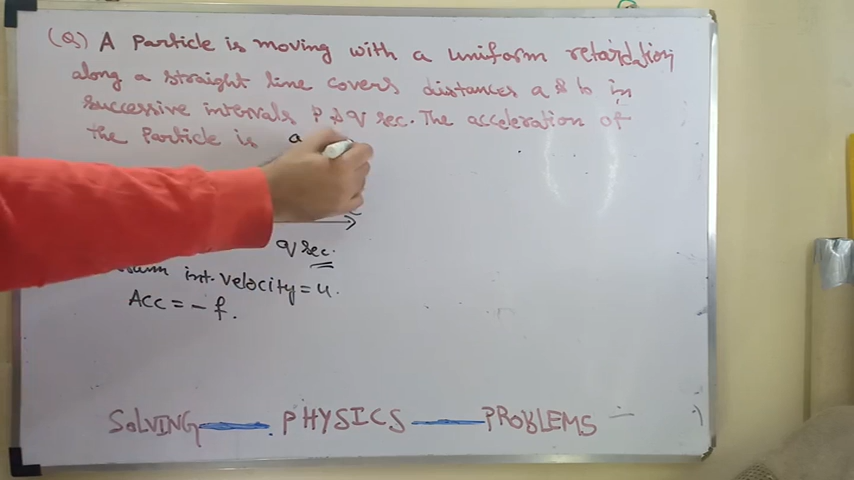 (Q) A Particle is moving with a uniform retardation
along a straight line covers distances a & b in
successive intervals P & q sec. The acceleration of
the Particle is
a
q sec.
int. velocity = u.
Acc = - f.
SOLVING PHYSICS PROBLEMS